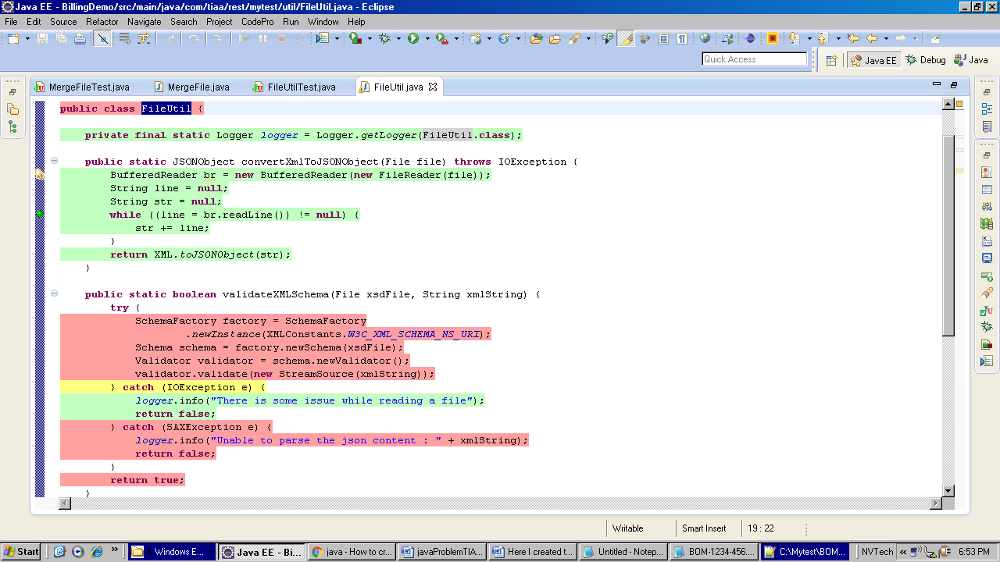 Java EE - BillingDemo/src/main/java/com/tiaa/rest/mytest/util/FileUtil.java - Eclipse
File Edit Source Refactor Navigate Search Project CodePro Run Window Help
Quick Access
Java EE Debug Java
MergeFileTest.java MergeFile.java FileUtilTest.java FileUtil.java
public class FileUtil {
private final static Logger logger = Logger.getLogger(FileUtil.class);
public static JSONObject convertXmlToJSONObject(File file) throws IOException {
BufferedReader br = new BufferedReader(new FileReader(file));
String line = null;
String str = null;
while ((line = br.readLine()) != null) {
str += line;
}
return XML.toJSONObject(str);
}
public static boolean validateXMLSchema(File xsdFile, String xmlString) {
try {
SchemaFactory factory = SchemaFactory
.newInstance(XMLConstants.W3C_XML_SCHEMA_NS_URI);
Schema schema = factory.newSchema(xsdFile);
Validator validator = schema.newValidator();
validator.validate(new StreamSource(xmlString));
} catch (IOException e) {
logger.info("There is some issue while reading a file");
return false;
} catch (SAXException e) {
logger.info("Unable to parse the json content : " + xmlString);
return false;
}
return true;
}
Writable Smart Insert 19 : 22
Start » Windows E... Java EE - Bi... java - How to cr... javaProblemTIA... Here I created t... Untitled - Notep... BOM-1234-456.... C:\Mytest\BOM... NVTech « 6:53 PM